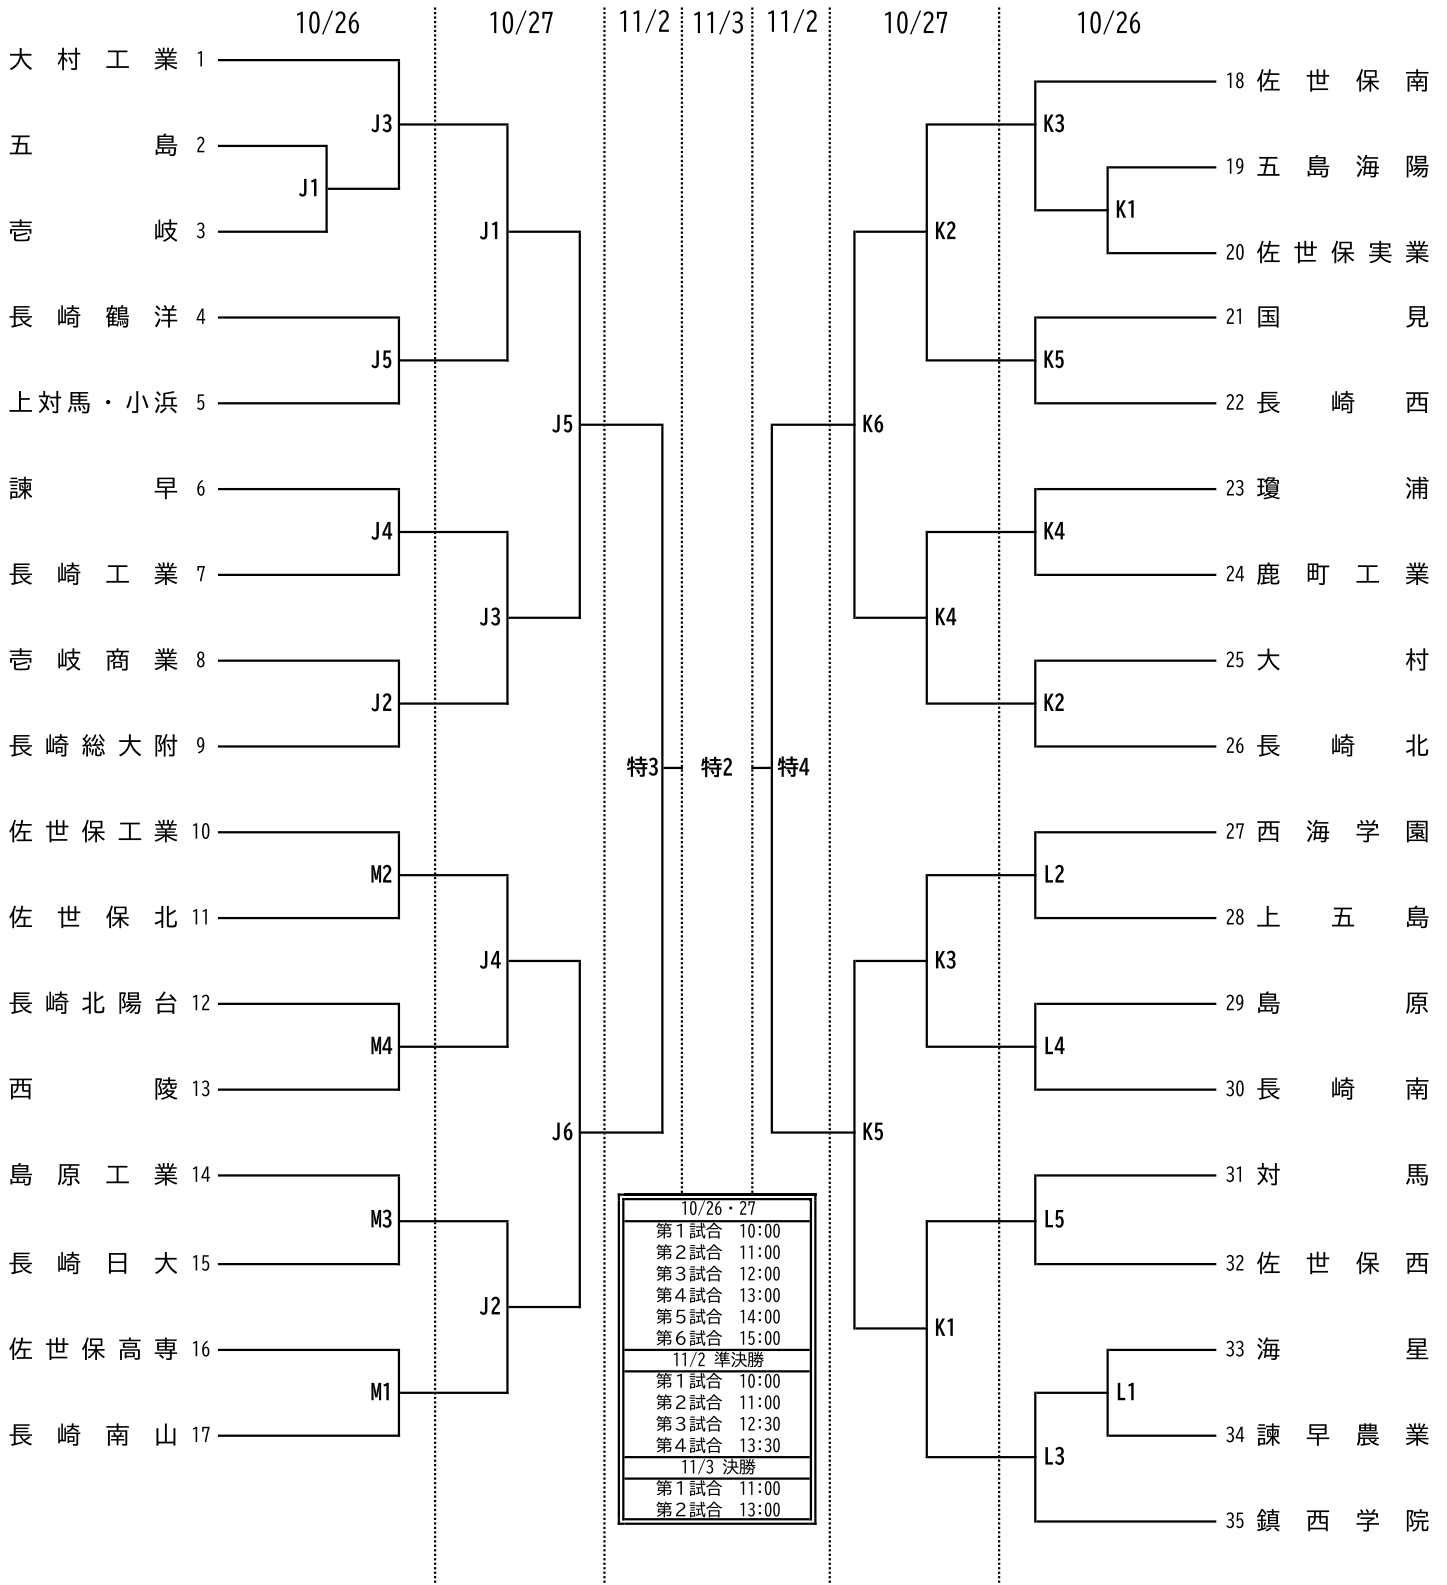 10/26 10/27 11/2 11/3 11/2 10/27 10/26
大村工業 1
五島 2
壱岐 3
長崎鶴洋 4
上対馬・小浜 5
諫早 6
長崎工業 7
壱岐商業 8
長崎総大附 9
佐世保工業 10
佐世保北 11
長崎北陽台 12
西陵 13
島原工業 14
長崎日大 15
佐世保高専 16
長崎南山 17
J3
J1
J5
J4
J2
M2
M4
M3
M1
J1
J3
J4
J2
J5
J6
特3
特2
特4
K6
K5
K2
K4
K3
K1
K3
K1
K5
K4
K2
L2
L4
L5
L1
L3
18 佐世保南
19 五島海陽
20 佐世保実業
21 国見
22 長崎西
23 瓊浦
24 鹿町工業
25 大村
26 長崎北
27 西海学園
28 上五島
29 島原
30 長崎南
31 対馬
32 佐世保西
33 海星
34 諫早農業
35 鎮西学院
10/26・27
第1試合 10:00
第2試合 11:00
第3試合 12:00
第4試合 13:00
第5試合 14:00
第6試合 15:00
11/2 準決勝
第1試合 10:00
第2試合 11:00
第3試合 12:30
第4試合 13:30
11/3 決勝
第1試合 11:00
第2試合 13:00